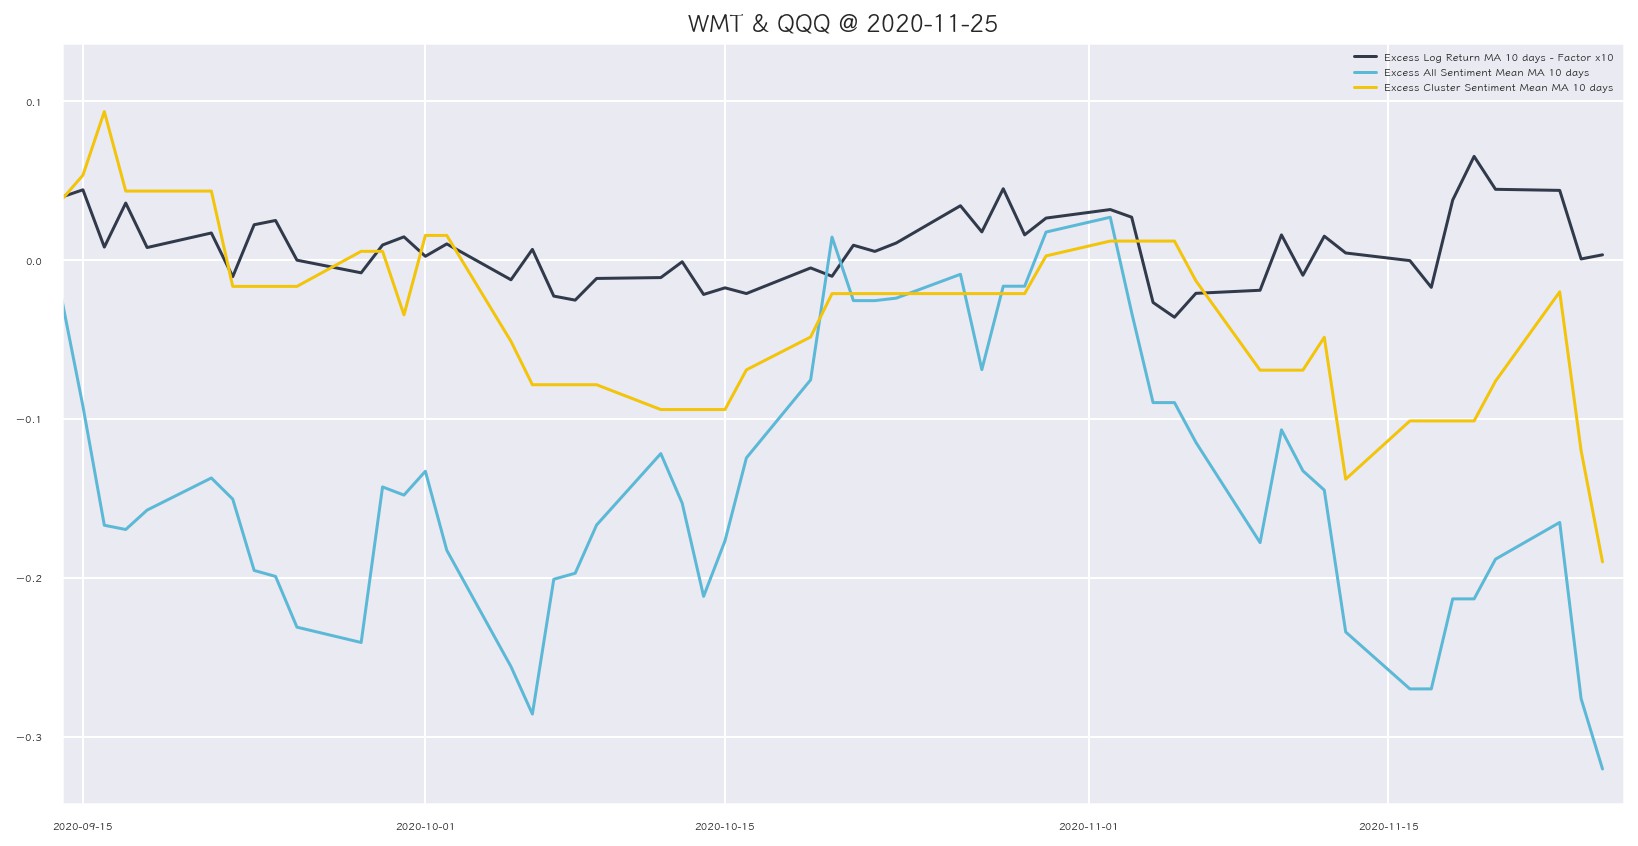 WMT & QQQ @ 2020-11-25
Excess Log Return MA 10 days - Factor x10
Excess All Sentiment Mean MA 10 days
Excess Cluster Sentiment Mean MA 10 days
0.1
0.0
−0.1
−0.2
−0.3
2020-09-15
2020-10-01
2020-10-15
2020-11-01
2020-11-15